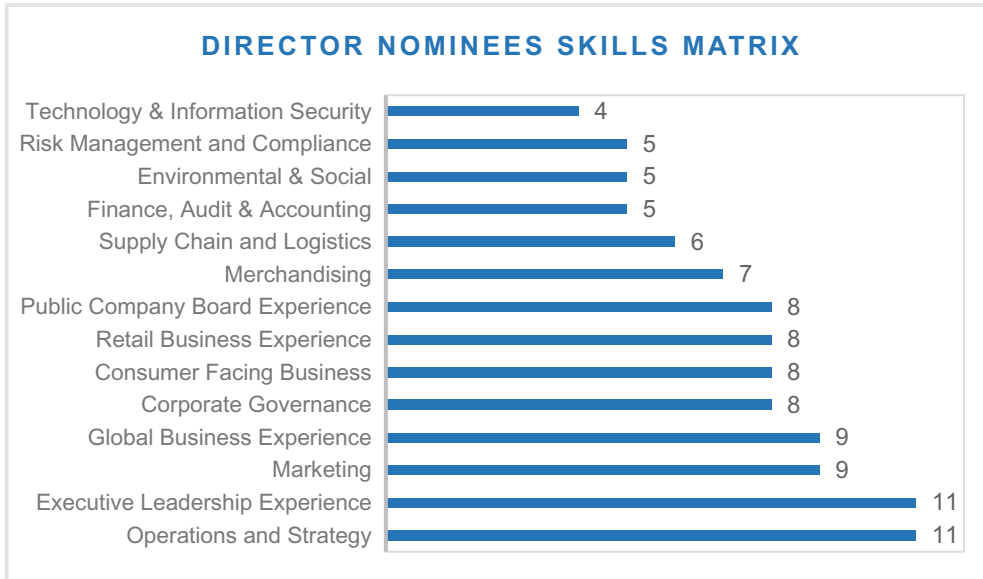 DIRECTOR NOMINEES SKILLS MATRIX
Technology & Information Security 4
Risk Management and Compliance 5
Environmental & Social 5
Finance, Audit & Accounting 5
Supply Chain and Logistics 6
Merchandising 7
Public Company Board Experience 8
Retail Business Experience 8
Consumer Facing Business 8
Corporate Governance 8
Global Business Experience 9
Marketing 9
Executive Leadership Experience 11
Operations and Strategy 11